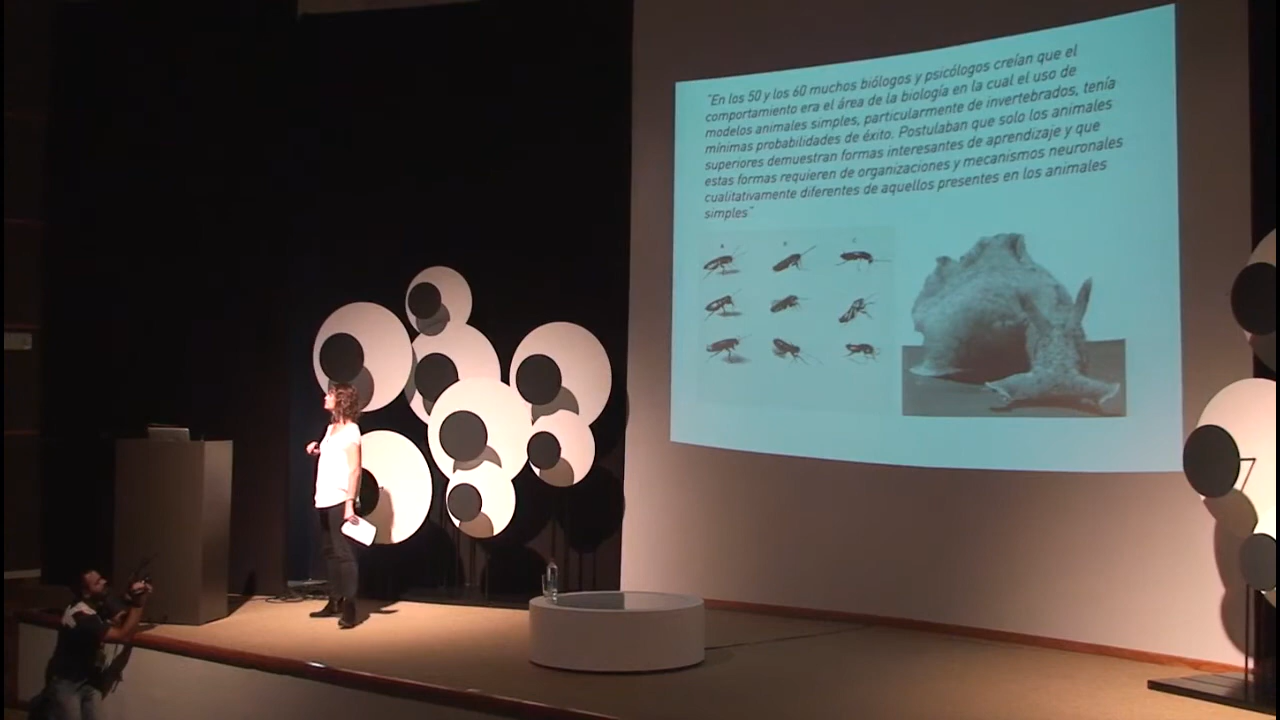 "En los 50 y los 60 muchos biólogos y psicólogos creían que el
comportamiento era el área de la biología en la cual el uso de
modelos animales simples, particularmente de invertebrados, tenía
mínimas probabilidades de éxito. Postulaban que solo los animales
superiores demuestran formas interesantes de aprendizaje y que
estas formas requieren de organizaciones y mecanismos neuronales
cualitativamente diferentes de aquellos presentes en los animales
simples"
A B C